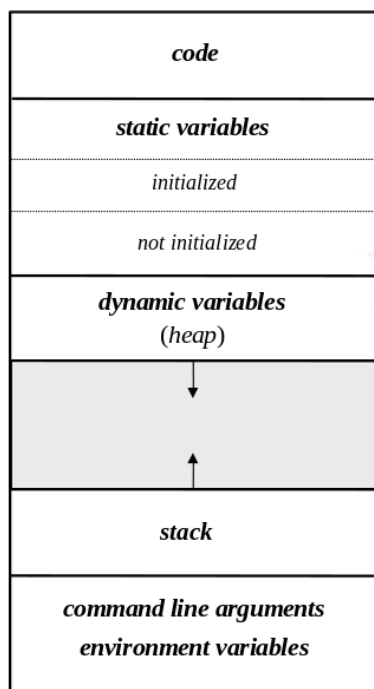 code
static variables
initialized
not initialized
dynamic variables
(heap)
stack
command line arguments
environment variables